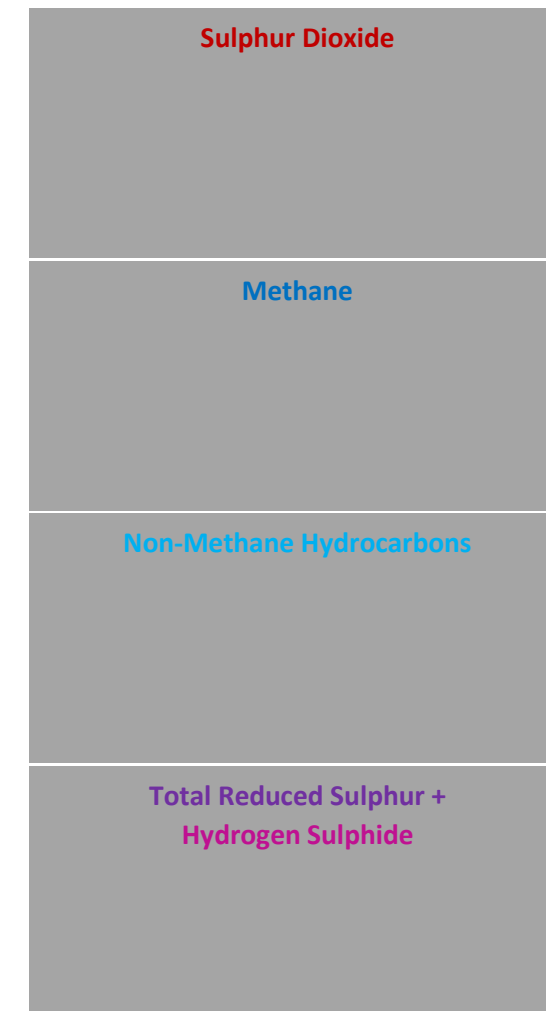 Sulphur Dioxide
Methane
Non-Methane Hydrocarbons
Total Reduced Sulphur +
Hydrogen Sulphide